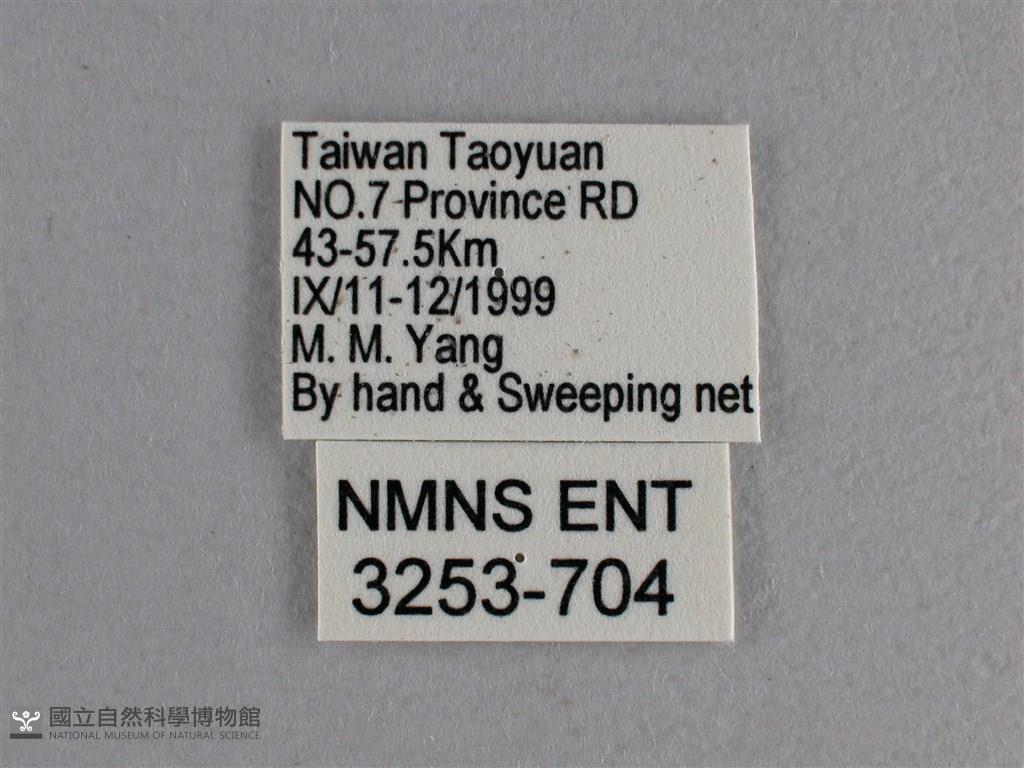 Taiwan Taoyuan
NO.7 Province RD
43-57.5Km
IX/11-12/1999
M. M. Yang
By hand & Sweeping net
NMNS ENT
3253-704
國立自然科學博物館
NATIONAL MUSEUM OF NATURAL SCIENCE